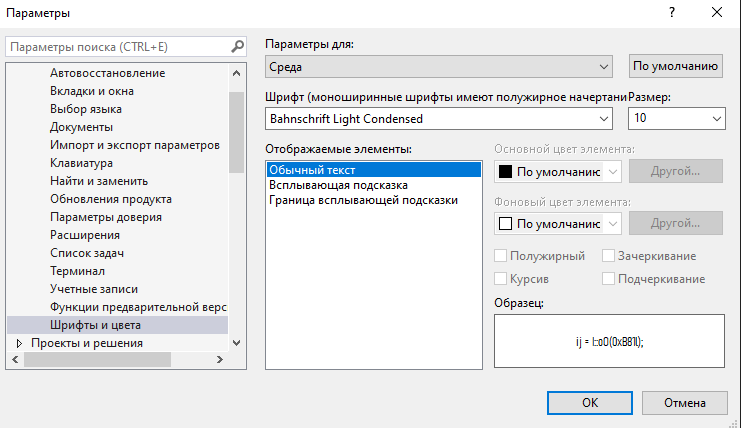 Параметры
?
Параметры поиска (CTRL+E)
Автовосстановление
Вкладки и окна
Выбор языка
Документы
Импорт и экспорт параметров
Клавиатура
Найти и заменить
Обновления продукта
Параметры доверия
Расширения
Список задач
Терминал
Учетные записи
Функции предварительной верс
Шрифты и цвета
Проекты и решения
Параметры для:
Среда
По умолчанию
Шрифт (моноширинные шрифты имеют полужирное начертани
Размер:
Bahnschrift Light Condensed
10
Отображаемые элементы:
Обычный текст
Всплывающая подсказка
Граница всплывающей подсказки
Основной цвет элемента:
По умолчанию
Другой...
Фоновый цвет элемента:
По умолчанию
Другой...
Полужирный
Зачеркивание
Курсив
Подчеркивание
Образец:
ij = I::oO(0xB81l);
ОК
Отмена